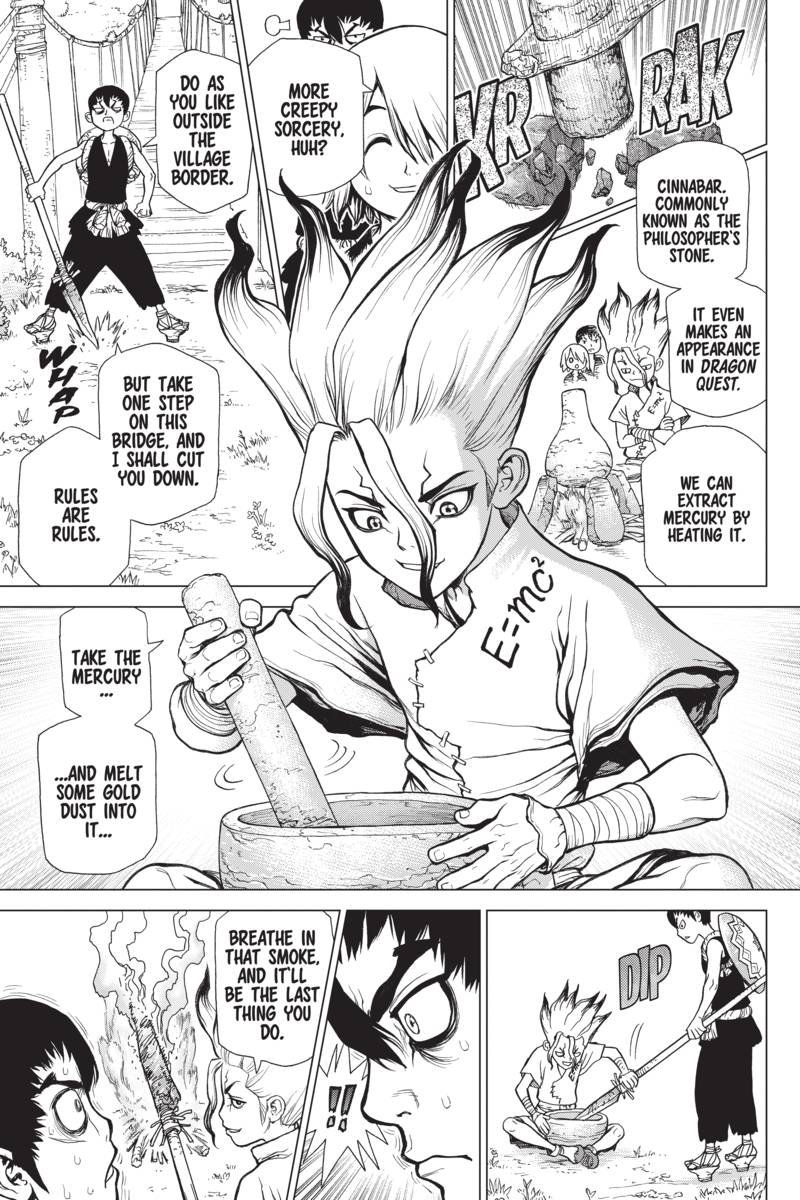 KR
RAK
CINNABAR,
COMMONLY
KNOWN AS THE
PHILOSOPHER'S
STONE.
IT EVEN
MAKES AN
APPEARANCE
IN DRAGON
QUEST.
E=mc²
WE CAN
EXTRACT
MERCURY BY
HEATING IT.
MORE
CREEPY
SORCERY,
HUH?
DO AS
YOU LIKE
OUTSIDE
THE
VILLAGE
BORDER.
WHAP
BUT TAKE
ONE STEP
ON THIS
BRIDGE, AND
I SHALL CUT
YOU DOWN.
RULES
ARE
RULES.
E=mc²
TAKE THE
MERCURY
...
...AND MELT
SOME GOLD
DUST INTO
IT...
DIP
!!
BREATHE IN
THAT SMOKE,
AND IT'LL
BE THE LAST
THING YOU
DO.